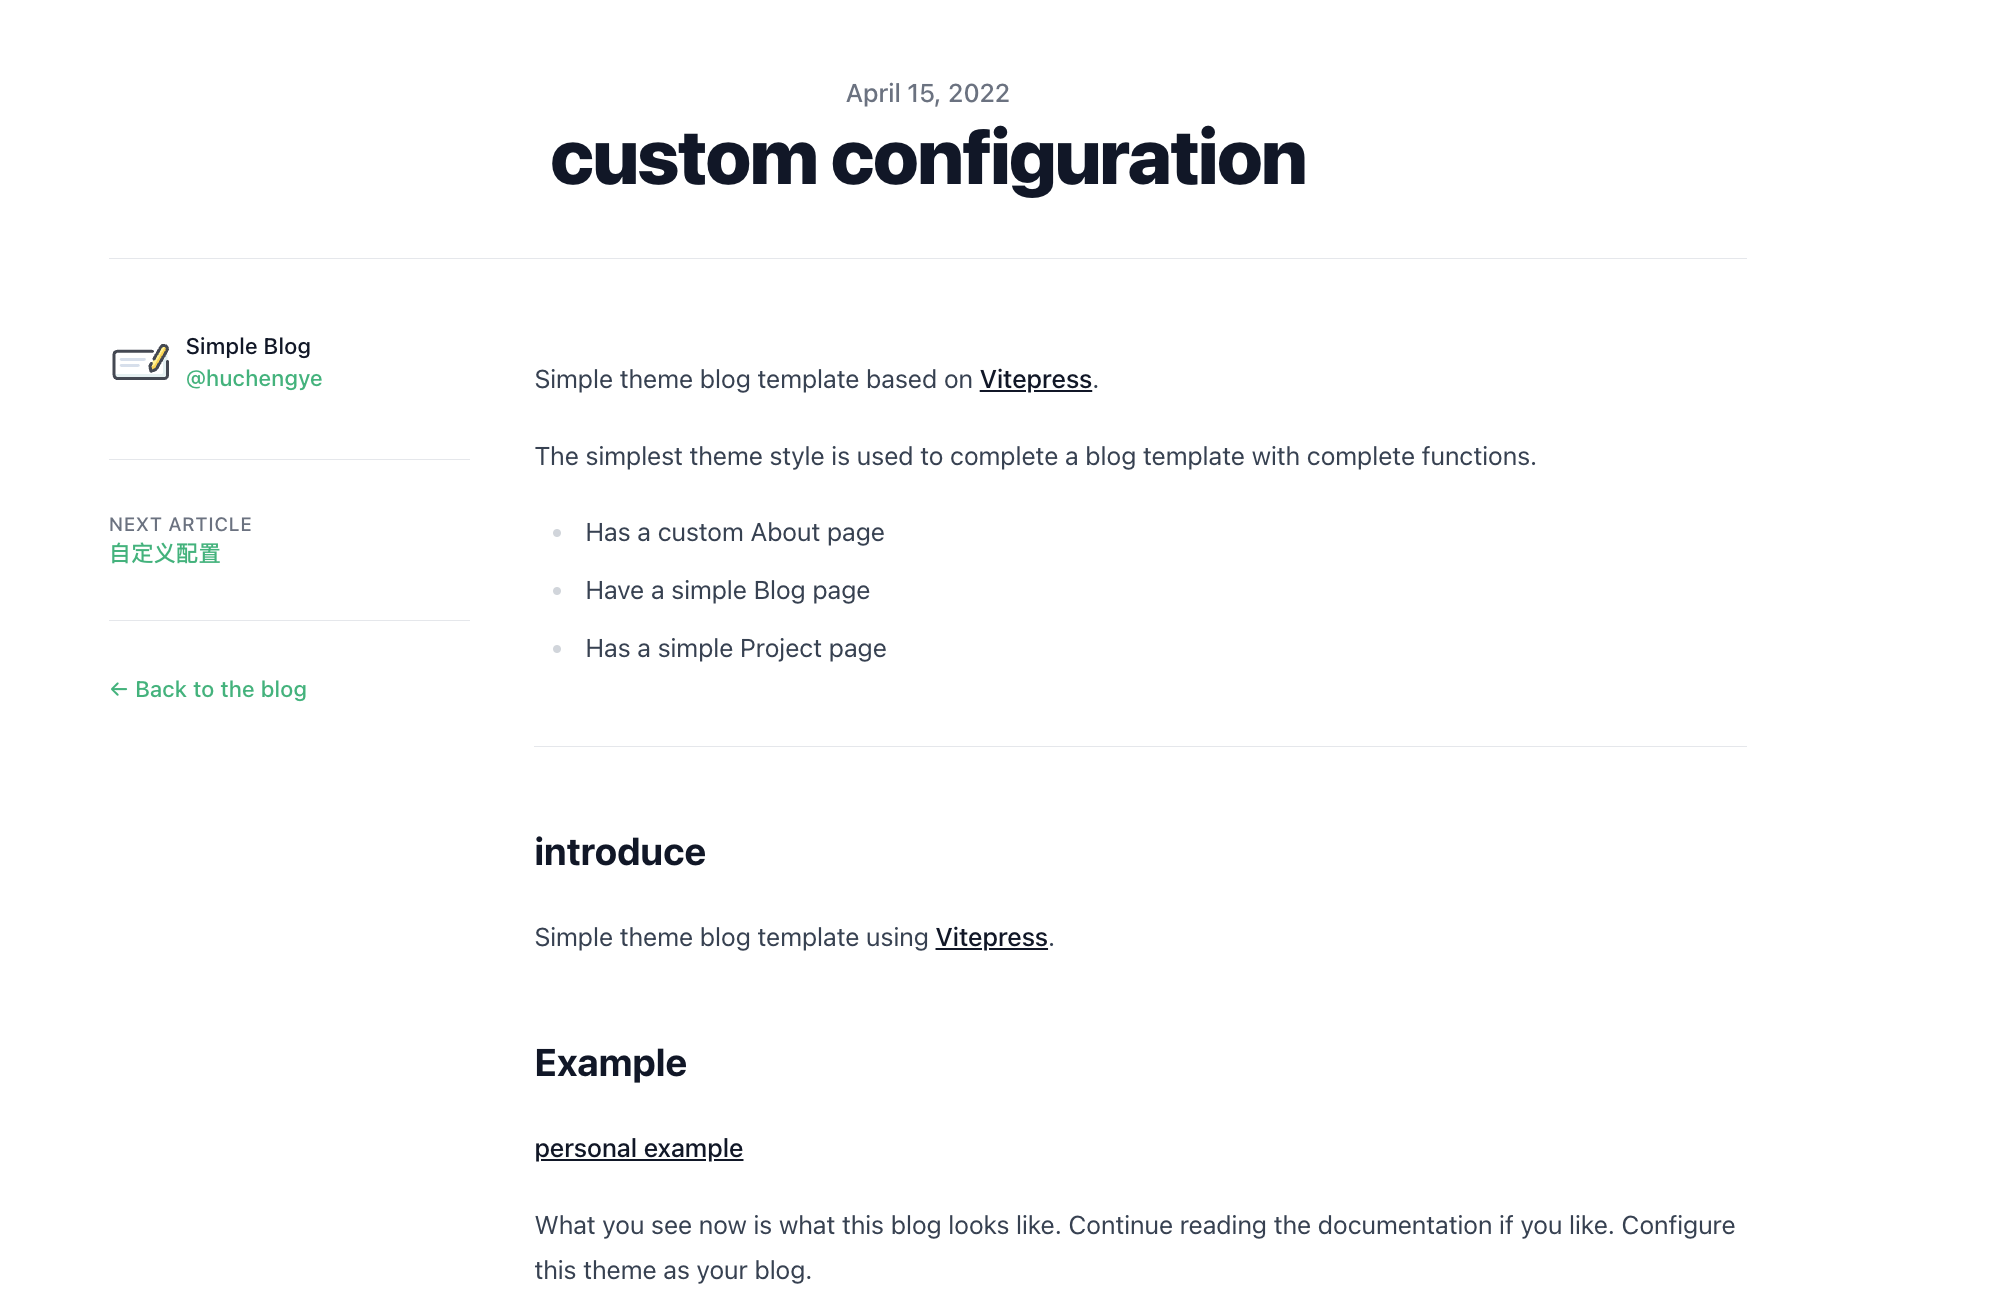 April 15, 2022
custom configuration
Simple Blog
@huchengye
NEXT ARTICLE
自定义配置
← Back to the blog
Simple theme blog template based on Vitepress.
The simplest theme style is used to complete a blog template with complete functions.
• Has a custom About page
• Have a simple Blog page
• Has a simple Project page
introduce
Simple theme blog template using Vitepress.
Example
personal example
What you see now is what this blog looks like. Continue reading the documentation if you like. Configure
this theme as your blog.